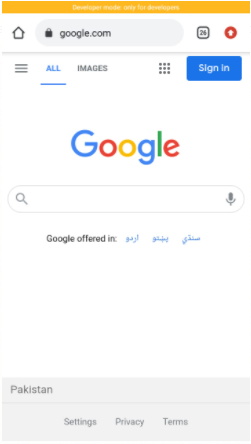 Developer mode: only for developers
google.com
26
ALL IMAGES
Sign in
Google
Google offered in: اردو پښتو سنڌي
Pakistan
Settings Privacy Terms